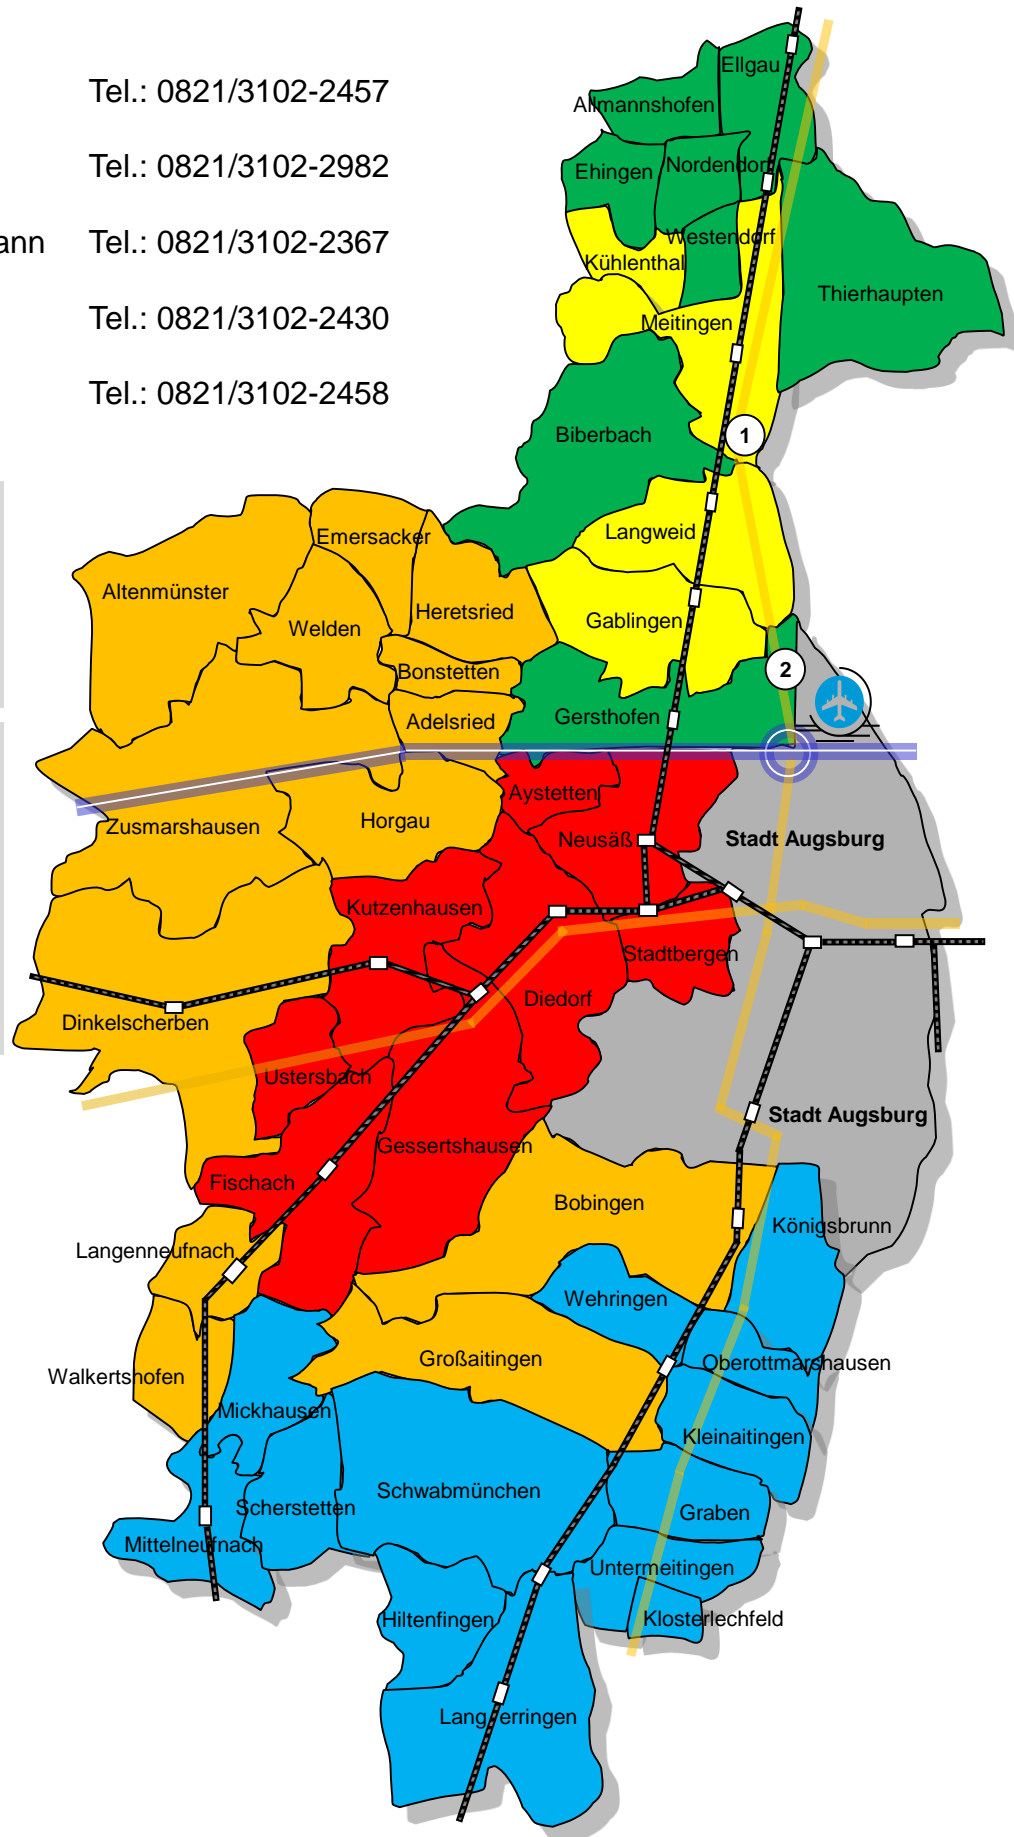 Tel.: 0821/3102-2457
Tel.: 0821/3102-2982
ann Tel.: 0821/3102-2367
Tel.: 0821/3102-2430
Tel.: 0821/3102-2458
Ellgau
Allmannshofen
Ehingen
Nordendorf
Westendorf
Kühlenthal
Thierhaupten
Meitingen
Biberbach
1
Langweid
Emersacker
Altenmünster
Heretsried
Welden
Gablingen
Bonstetten
2
Adelsried
Gersthofen
Aystetten
Zusmarshausen
Horgau
Neusäß
Stadt Augsburg
Kutzenhausen
Stadtbergen
Diedorf
Dinkelscherben
Ustersbach
Stadt Augsburg
Gessertshausen
Fischach
Bobingen
Königsbrunn
Langenneufnach
Wehringen
Großaitingen
Oberottmarshausen
Walkertshofen
Mickhausen
Kleinaitingen
Schwabmünchen
Scherstetten
Graben
Mittelneufnach
Untermeitingen
Hiltenfingen
Klosterlechfeld
Langerringen